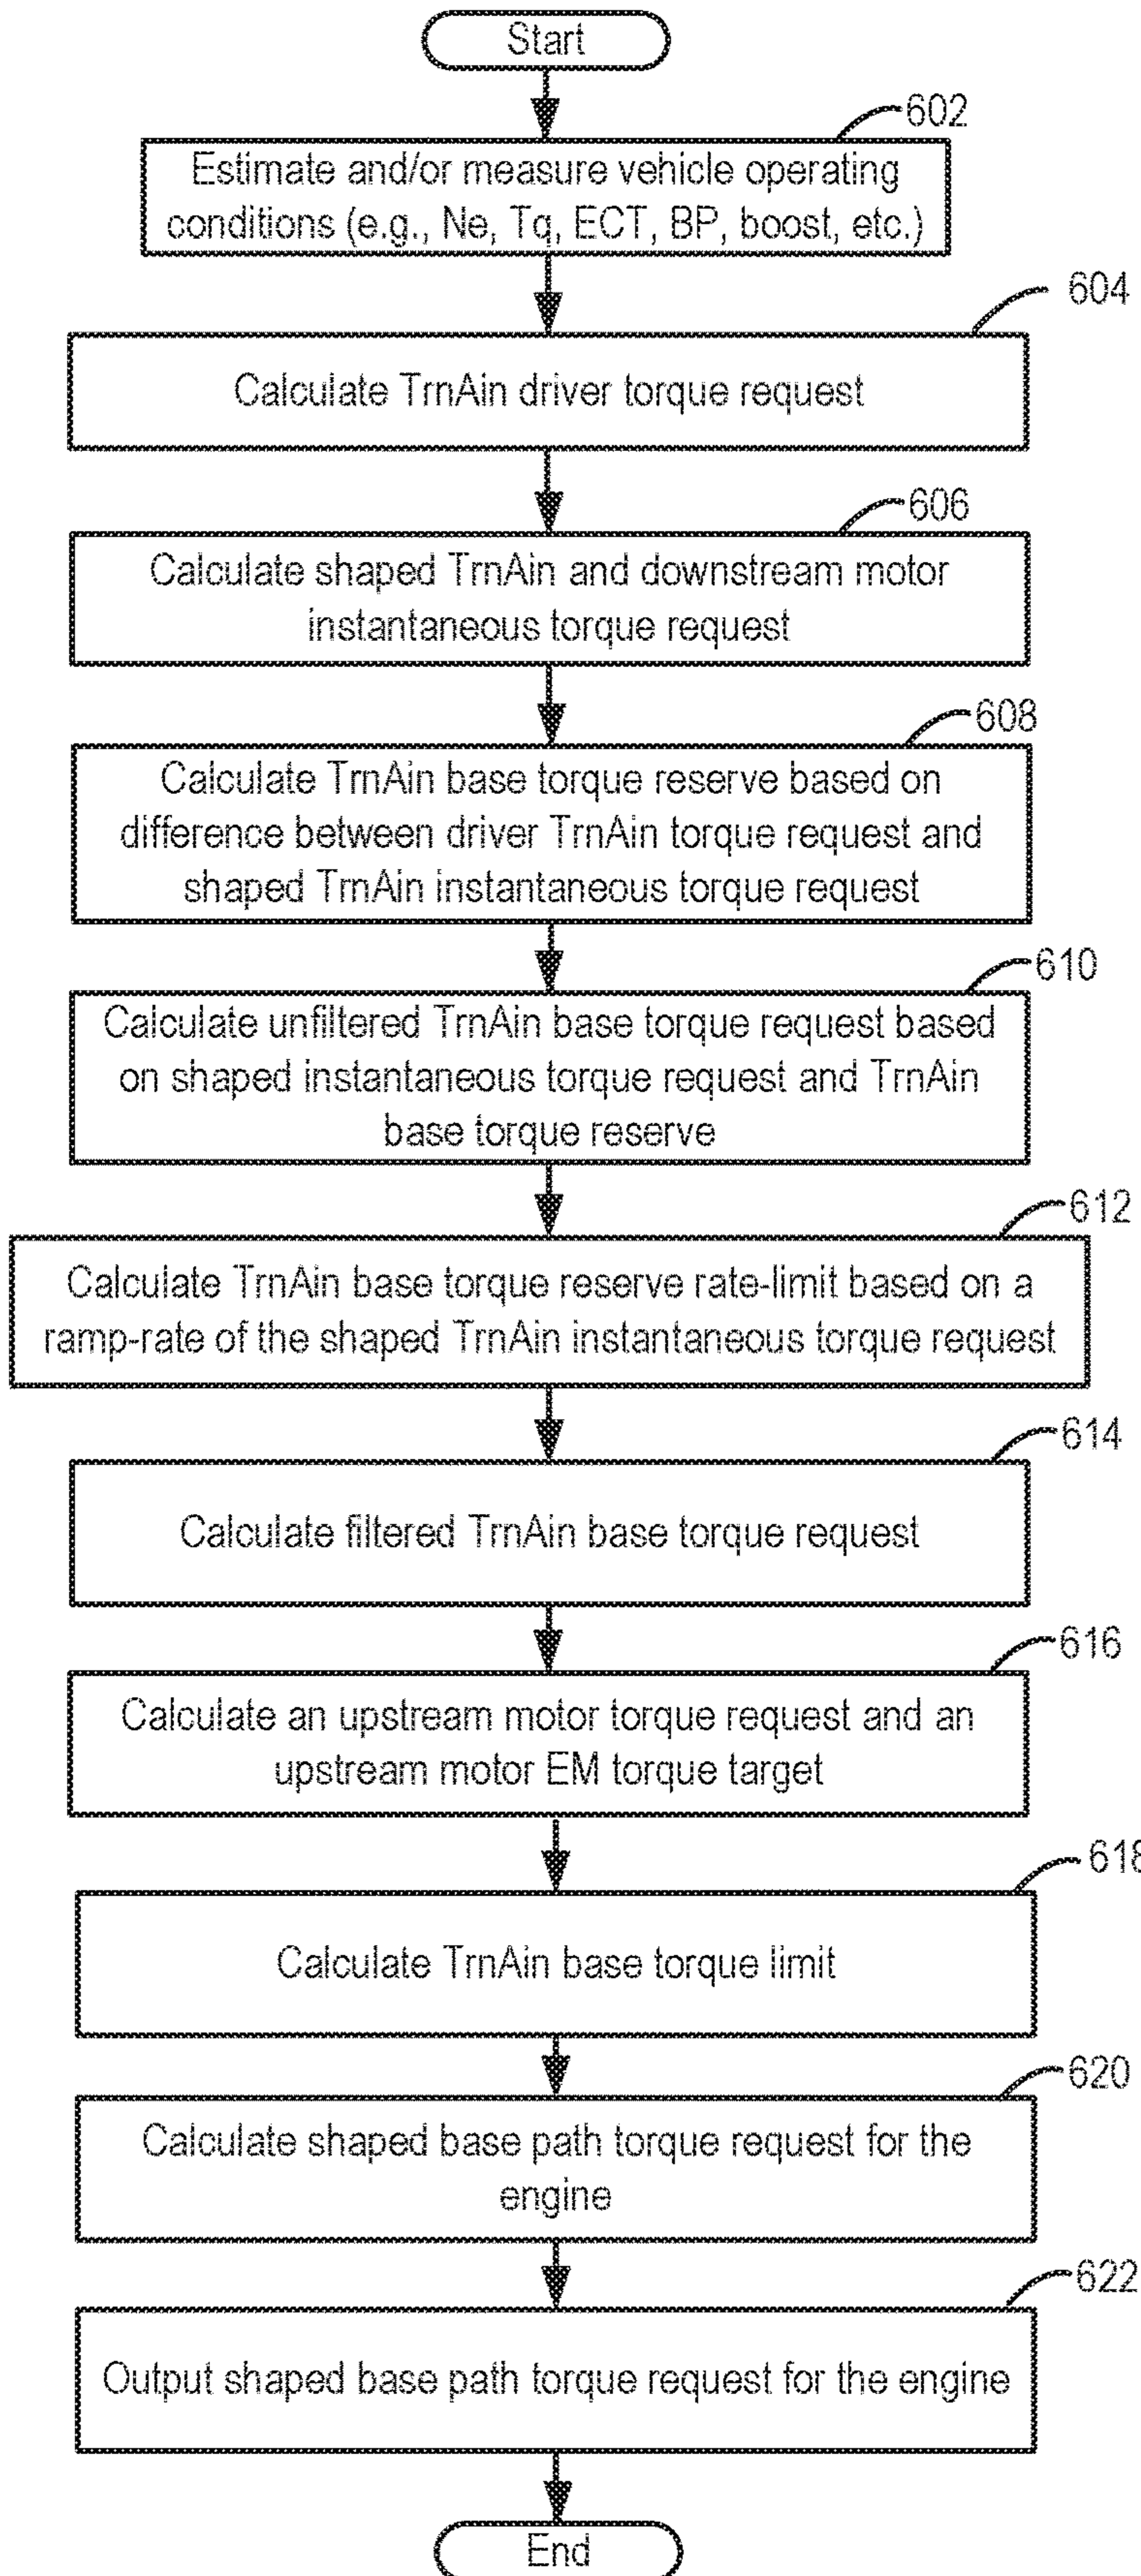 Start
602
Estimate and/or measure vehicle operating
conditions (e.g., Ne, Tq, ECT, BP, boost, etc.)
604
Calculate TrnAin driver torque request
606
Calculate shaped TrnAin and downstream motor
instantaneous torque request
608
Calculate TrnAin base torque reserve based on
difference between driver TrnAin torque request and
shaped TrnAin instantaneous torque request
610
Calculate unfiltered TrnAin base torque request based
on shaped instantaneous torque request and TrnAin
base torque reserve
612
Calculate TrnAin base torque reserve rate-limit based on a
ramp-rate of the shaped TrnAin instantaneous torque request
614
Calculate filtered TrnAin base torque request
616
Calculate an upstream motor torque request and an
upstream motor EM torque target
618
Calculate TrnAin base torque limit
620
Calculate shaped base path torque request for the
engine
622
Output shaped base path torque request for the engine
End